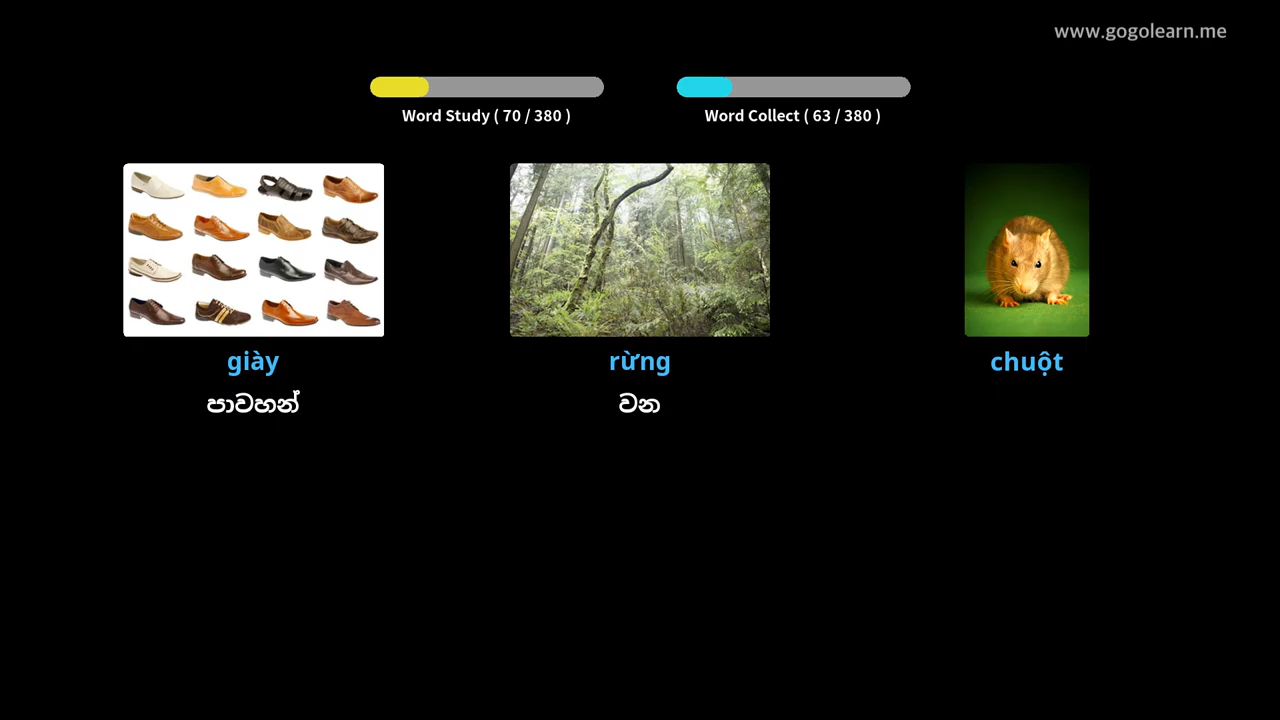 www.gogolearn.me
Word Study ( 70 / 380 )
Word Collect ( 63 / 380 )
giày
rừng
chuột
පාවහන්
වන